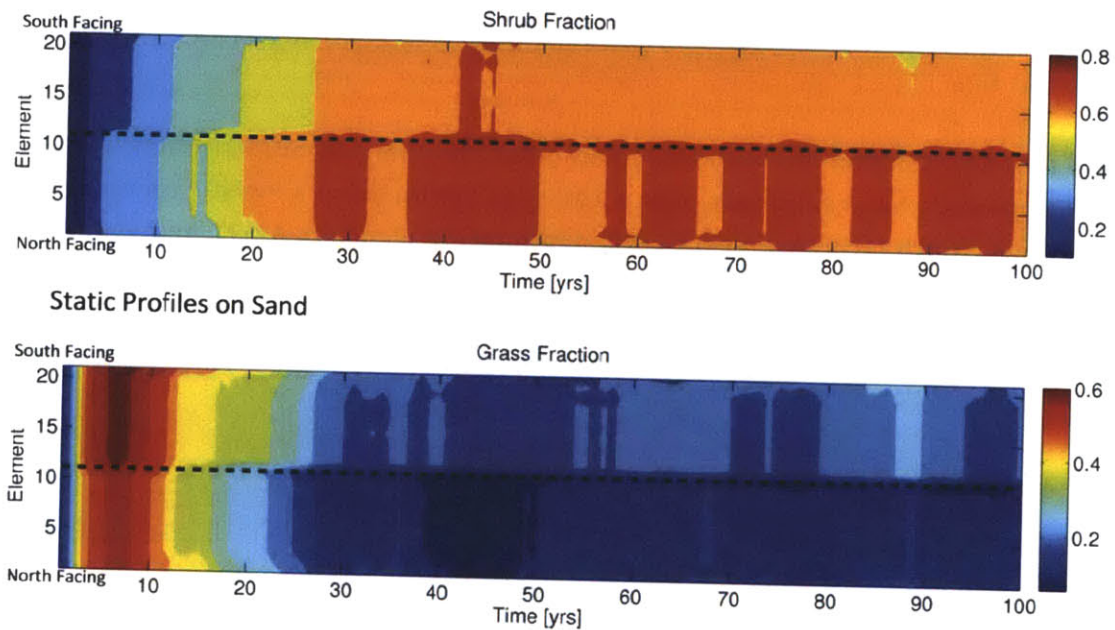 South Facing
Shrub Fraction
20
15
10
5
Element
North Facing
10 20 30 40 50 60 70 80 90 100
Time [yrs]
0.8
0.6
0.4
0.2
Static Profiles on Sand
South Facing
Grass Fraction
20
15
10
5
Element
North Facing
10 20 30 40 50 60 70 80 90 100
Time [yrs]
0.6
0.4
0.2